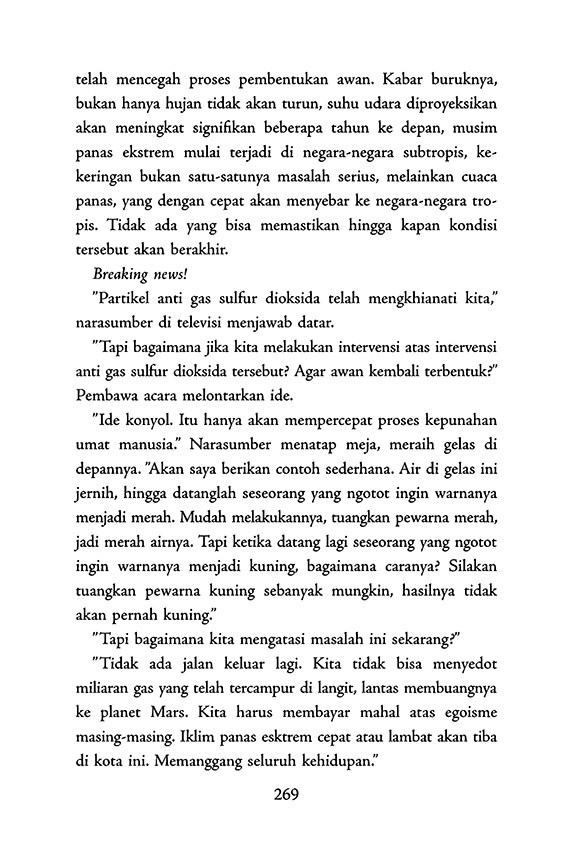 telah mencegah proses pembentukan awan. Kabar buruknya,
bukan hanya hujan tidak akan turun, suhu udara diproyeksikan
akan meningkat signifikan beberapa tahun ke depan, musim
panas ekstrem mulai terjadi di negara-negara subtropis, ke-
keringan bukan satu-satunya masalah serius, melainkan cuaca
panas, yang dengan cepat akan menyebar ke negara-negara tro-
pis. Tidak ada yang bisa memastikan hingga kapan kondisi
tersebut akan berakhir.
Breaking news!
”Partikel anti gas sulfur dioksida telah mengkhianati kita,”
narasumber di televisi menjawab datar.
”Tapi bagaimana jika kita melakukan intervensi atas intervensi
anti gas sulfur dioksida tersebut? Agar awan kembali terbentuk?”
Pembawa acara melontarkan ide.
”Ide konyol. Itu hanya akan mempercepat proses kepunahan
umat manusia.” Narasumber menatap meja, meraih gelas di
depannya. ”Akan saya berikan contoh sederhana. Air di gelas ini
jernih, hingga datanglah seseorang yang ngotot ingin warnanya
menjadi merah. Mudah melakukannya, tuangkan pewarna merah,
jadi merah airnya. Tapi ketika datang lagi seseorang yang ngotot
ingin warnanya menjadi kuning, bagaimana caranya? Silakan
tuangkan pewarna kuning sebanyak mungkin, hasilnya tidak
akan pernah kuning.”
”Tapi bagaimana kita mengatasi masalah ini sekarang?”
”Tidak ada jalan keluar lagi. Kita tidak bisa menyedot
miliaran gas yang telah tercampur di langit, lantas membuangnya
ke planet Mars. Kita harus membayar mahal atas egoisme
masing-masing. Iklim panas esktrem cepat atau lambat akan tiba
di kota ini. Memanggang seluruh kehidupan.”
269